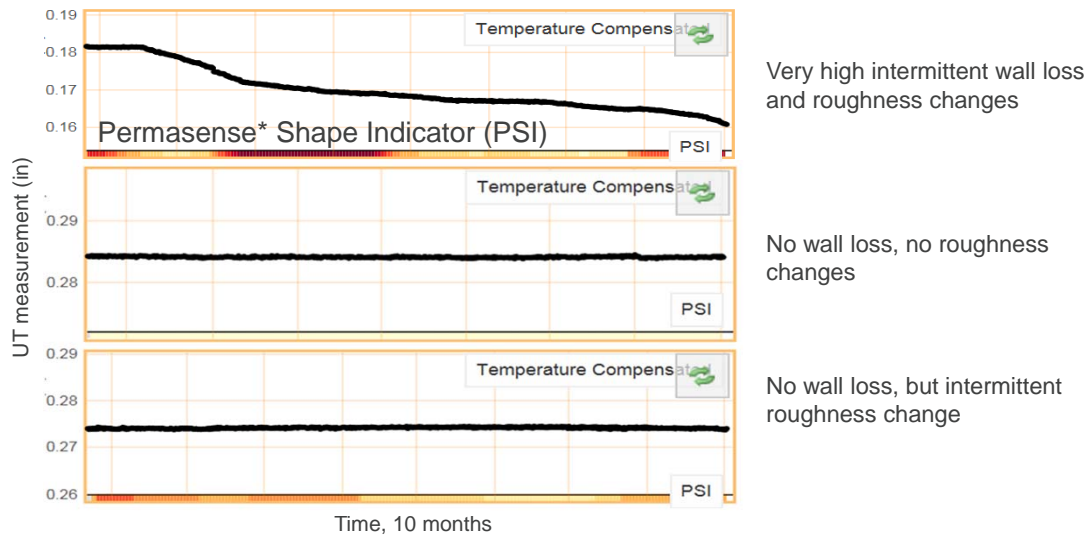 0.19
Temperature Compensat
0.18
0.17
0.16
Permasense* Shape Indicator (PSI)
PSI
Very high intermittent wall loss
and roughness changes
UT measurement (in)
Temperature Compensat
0.29
0.28
PSI
No wall loss, no roughness
changes
0.29
Temperature Compensat
0.28
0.27
0.26
PSI
No wall loss, but intermittent
roughness change
Time, 10 months